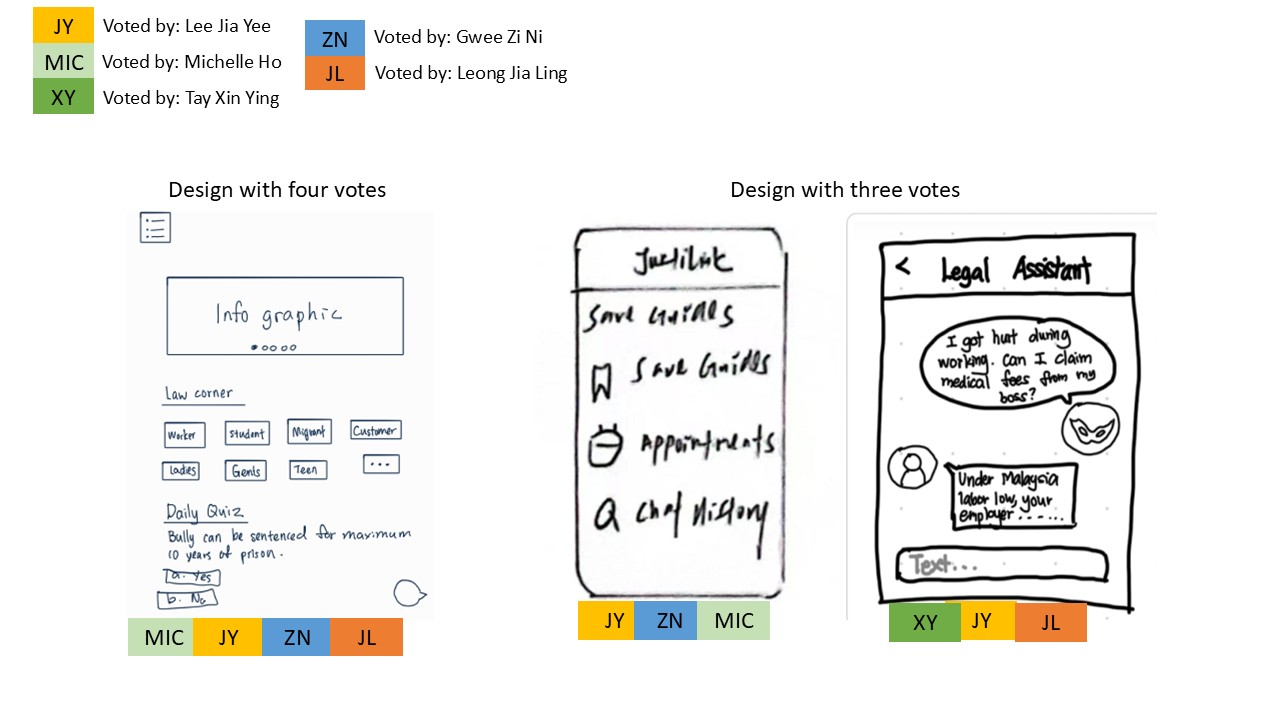 JY Voted by: Lee Jia Yee
MIC Voted by: Michelle Ho
XY Voted by: Tay Xin Ying
ZN Voted by: Gwee Zi Ni
JL Voted by: Leong Jia Ling
Design with four votes
Info graphic
Law corner
Worker Student Migrant Customer
Ladies Gents Teen ...
Daily Quiz
Bully can be sentenced for maximum
10 years of prison.
a. Yes
b. No
MIC JY ZN JL
Design with three votes
JustiLink
Save Guides
Save Guides
Appointments
Chat History
JY ZN MIC
< Legal Assistant
I got hurt during
working. Can I claim
medical fees from my
boss?
Under Malaysia
labor low, your
employer ......
Text...
XY JY JL